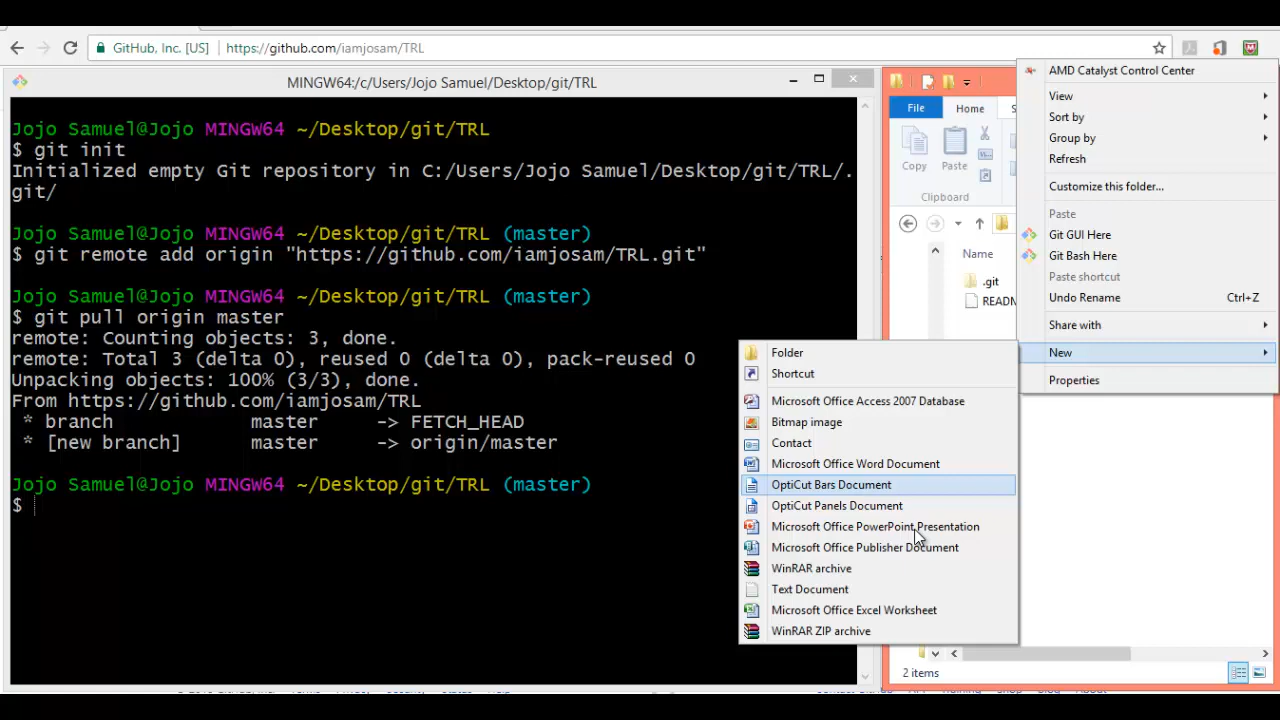 GitHub, Inc. [US]
https://github.com/iamjosam/TRL
MINGW64:/c/Users/Jojo Samuel/Desktop/git/TRL
Jojo Samuel@Jojo MINGW64 ~/Desktop/git/TRL
$ git init
Initialized empty Git repository in C:/Users/Jojo Samuel/Desktop/git/TRL/.
git/
Jojo Samuel@Jojo MINGW64 ~/Desktop/git/TRL (master)
$ git remote add origin "https://github.com/iamjosam/TRL.git"
Jojo Samuel@Jojo MINGW64 ~/Desktop/git/TRL (master)
$ git pull origin master
remote: Counting objects: 3, done.
remote: Total 3 (delta 0), reused 0 (delta 0), pack-reused 0
Unpacking objects: 100% (3/3), done.
From https://github.com/iamjosam/TRL
* branch master -> FETCH_HEAD
* [new branch] master -> origin/master
Jojo Samuel@Jojo MINGW64 ~/Desktop/git/TRL (master)
$
File
Home
Copy
Paste
Clipboard
Name
.git
READN
2 items
AMD Catalyst Control Center
View
Sort by
Group by
Refresh
Customize this folder...
Paste
Git GUI Here
Git Bash Here
Paste shortcut
Undo Rename Ctrl+Z
Share with
New
Properties
Folder
Shortcut
Microsoft Office Access 2007 Database
Bitmap image
Contact
Microsoft Office Word Document
OptiCut Bars Document
OptiCut Panels Document
Microsoft Office PowerPoint Presentation
Microsoft Office Publisher Document
WinRAR archive
Text Document
Microsoft Office Excel Worksheet
WinRAR ZIP archive